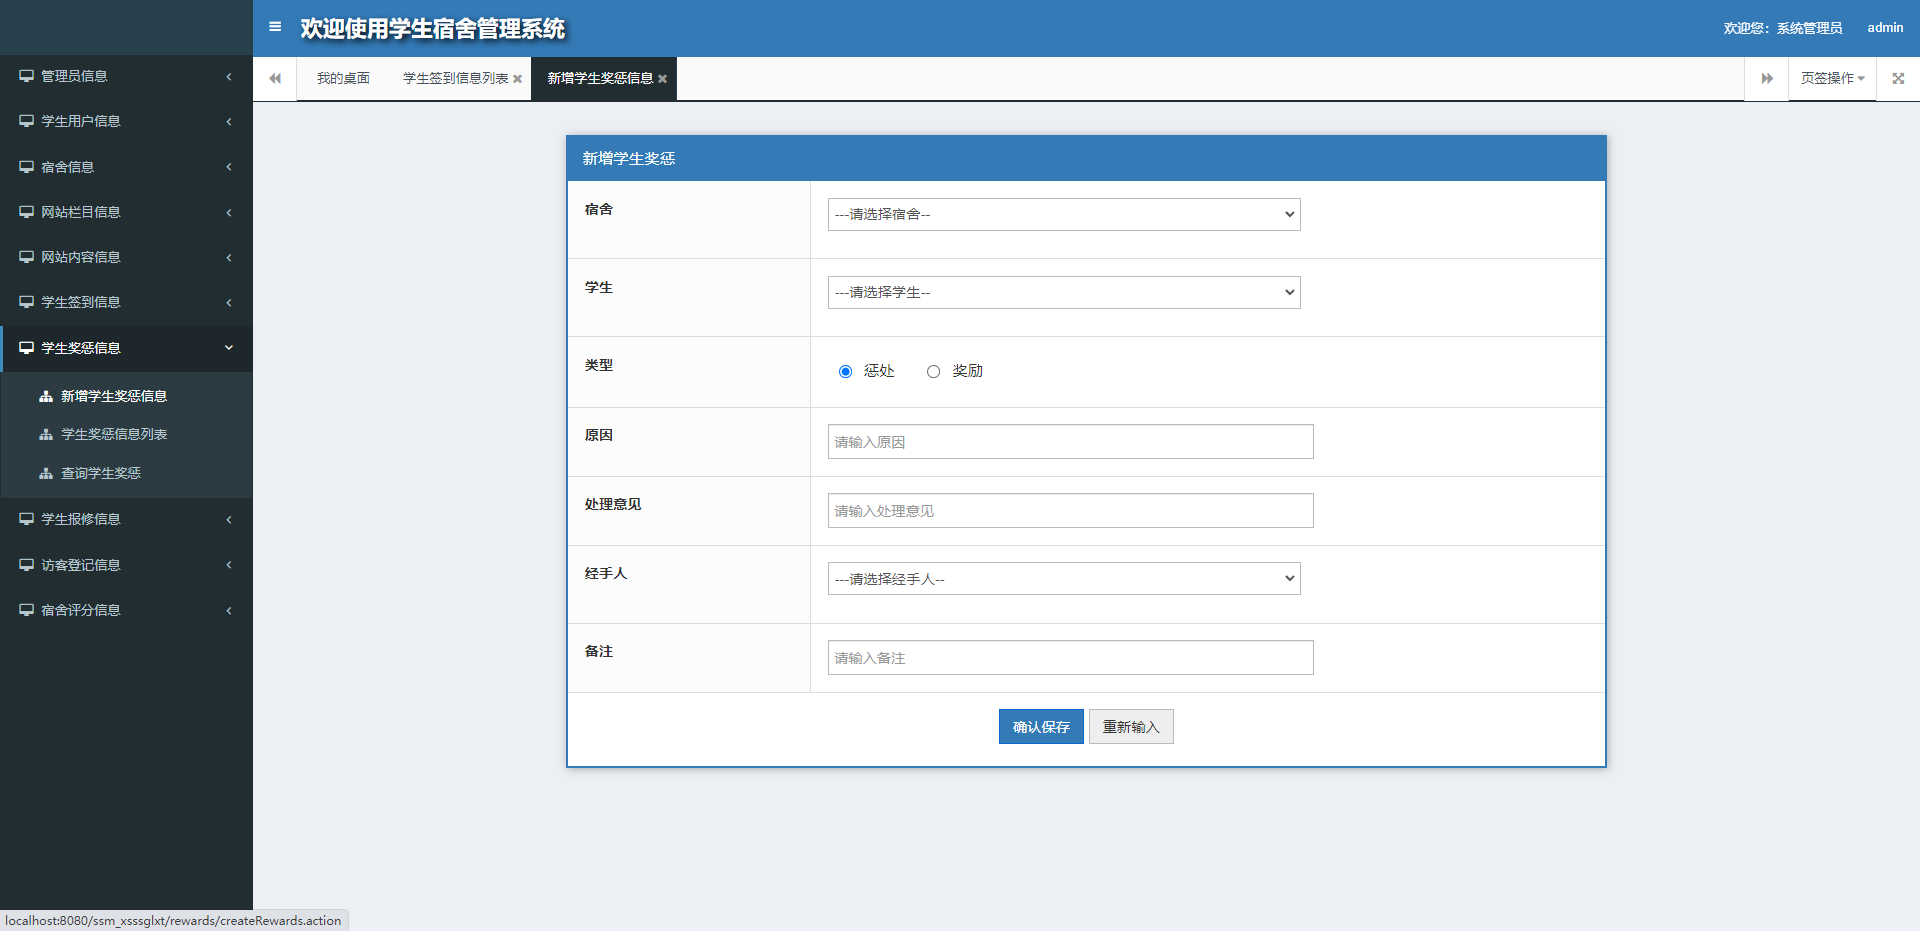 欢迎使用学生宿舍管理系统
欢迎您：系统管理员 admin
管理员信息
学生用户信息
宿舍信息
网站栏目信息
网站内容信息
学生签到信息
学生奖惩信息
新增学生奖惩信息
学生奖惩信息列表
查询学生奖惩
学生报修信息
访客登记信息
宿舍评分信息
我的桌面 学生签到信息列表 新增学生奖惩信息 页签操作
新增学生奖惩
宿舍 ---请选择宿舍--
学生 ---请选择学生--
类型 惩处 奖励
原因 请输入原因
处理意见 请输入处理意见
经手人 ---请选择经手人--
备注 请输入备注
确认保存 重新输入
localhost:8080/ssm_xsssglxt/rewards/createRewards.action